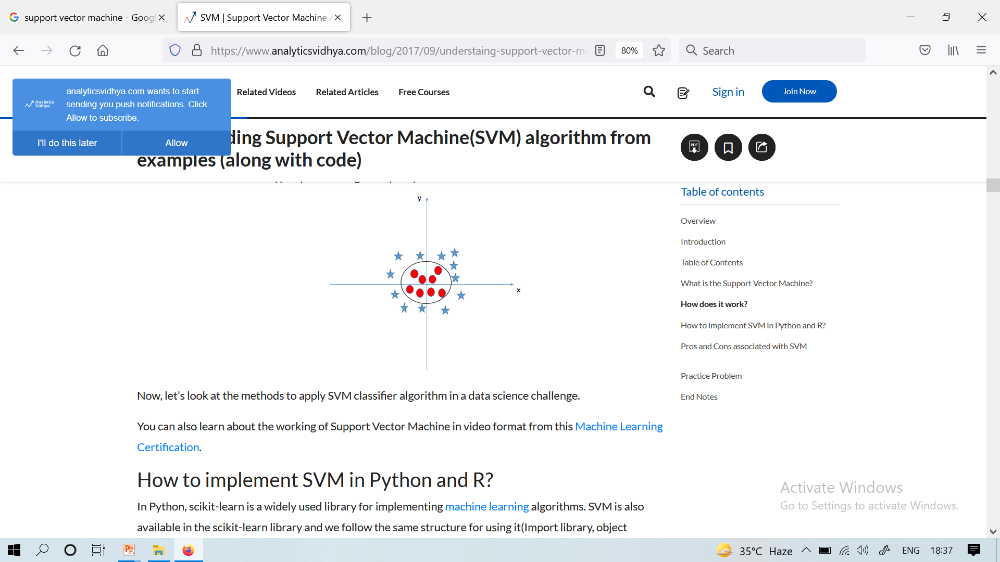 support vector machine - Goog
SVM | Support Vector Machine
https://www.analyticsvidhya.com/blog/2017/09/understaing-support-vector-ma
80%
Search
analyticsvidhya.com wants to start
sending you push notifications. Click
Allow to subscribe.
Analytics
Vidhya
I'll do this later
Allow
Related Videos
Related Articles
Free Courses
Sign in
Join Now
ding Support Vector Machine(SVM) algorithm from
examples (along with code)
PDF
y
x
Table of contents
Overview
Introduction
Table of Contents
What is the Support Vector Machine?
How does it work?
How to implement SVM in Python and R?
Pros and Cons associated with SVM
Practice Problem
End Notes
Now, let’s look at the methods to apply SVM classifier algorithm in a data science challenge.
You can also learn about the working of Support Vector Machine in video format from this Machine Learning
Certification.
How to implement SVM in Python and R?
In Python, scikit-learn is a widely used library for implementing machine learning algorithms. SVM is also
available in the scikit-learn library and we follow the same structure for using it(Import library, object
Activate Windows
Go to Settings to activate Windows.
35°C Haze
ENG
18:37